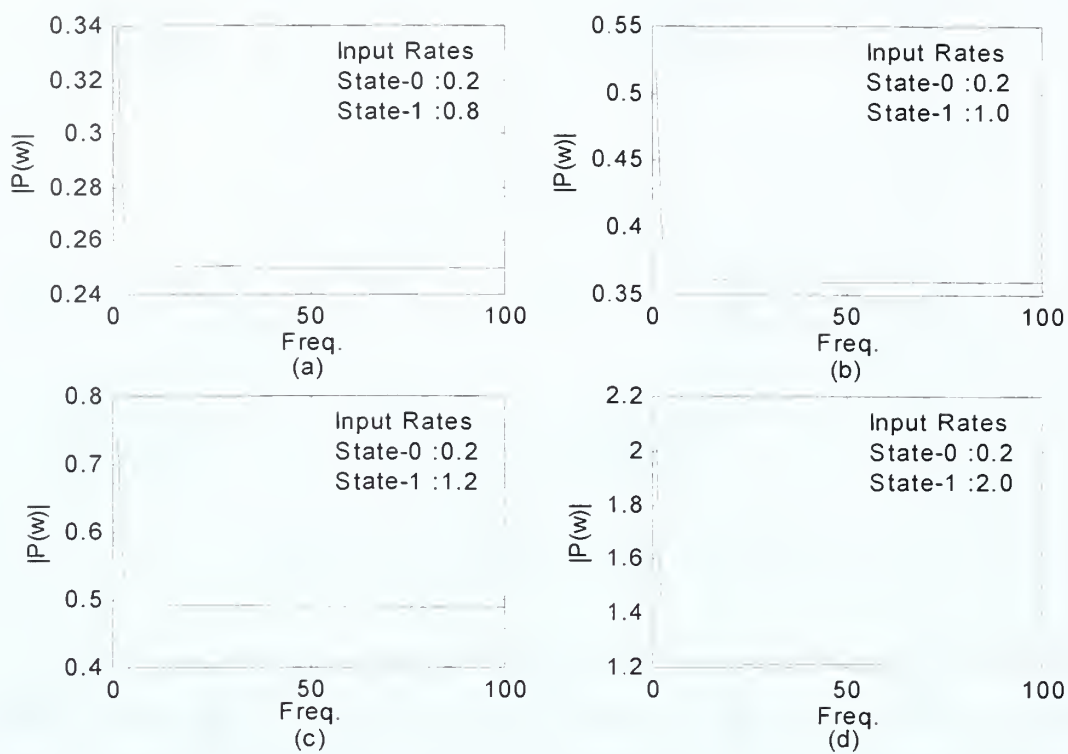 0.34
0.32
0.3
0.28
0.26
0.24
|P(w)|
Input Rates
State-0 :0.2
State-1 :0.8
0
50
100
Freq.
(a)
0.55
0.5
0.45
0.4
0.35
|P(w)|
Input Rates
State-0 :0.2
State-1 :1.0
0
50
100
Freq.
(b)
0.8
0.7
0.6
0.5
0.4
|P(w)|
Input Rates
State-0 :0.2
State-1 :1.2
0
50
100
Freq.
(c)
2.2
2
1.8
1.6
1.4
1.2
|P(w)|
Input Rates
State-0 :0.2
State-1 :2.0
0
50
100
Freq.
(d)